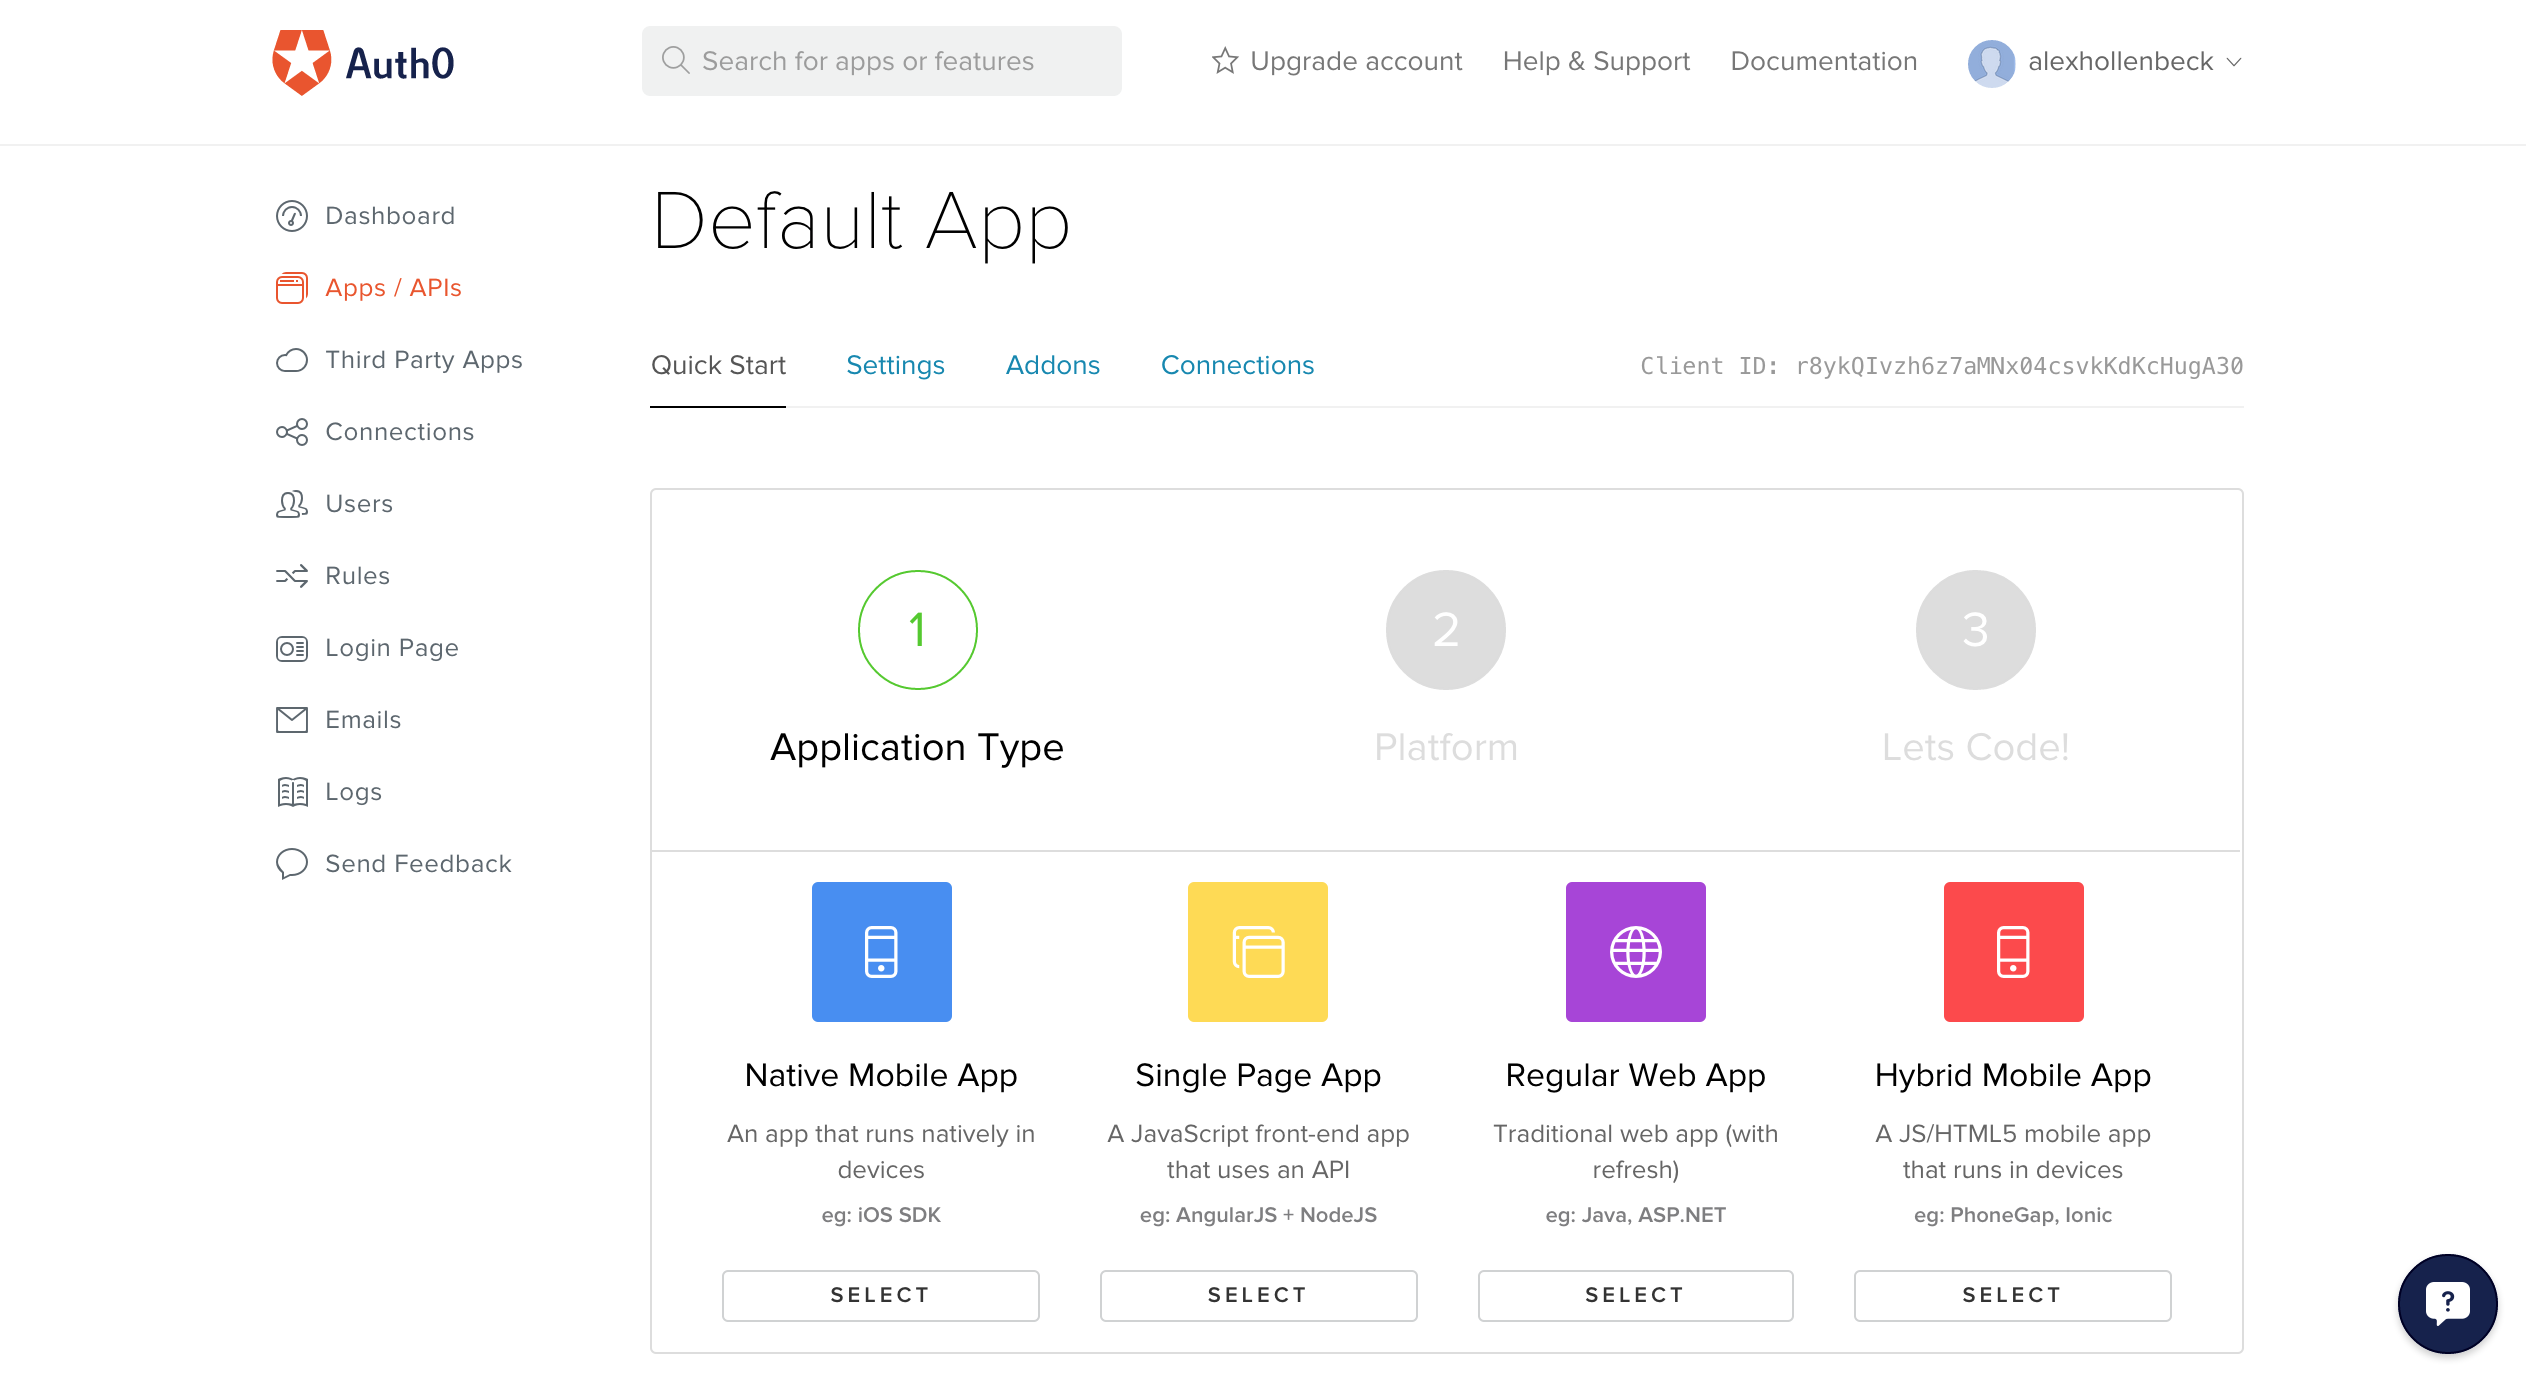 Auth0
Search for apps or features
Upgrade account
Help & Support
Documentation
alexhollenbeck
Dashboard
Apps / APIs
Third Party Apps
Connections
Users
Rules
Login Page
Emails
Logs
Send Feedback
Default App
Quick Start
Settings
Addons
Connections
Client ID: r8ykQIvzh6z7aMNx04csvkKdKcHugA30
1
Application Type
2
Platform
3
Lets Code!
Native Mobile App
An app that runs natively in
devices
eg: iOS SDK
SELECT
Single Page App
A JavaScript front-end app
that uses an API
eg: AngularJS + NodeJS
SELECT
Regular Web App
Traditional web app (with
refresh)
eg: Java, ASP.NET
SELECT
Hybrid Mobile App
A JS/HTML5 mobile app
that runs in devices
eg: PhoneGap, Ionic
SELECT
?